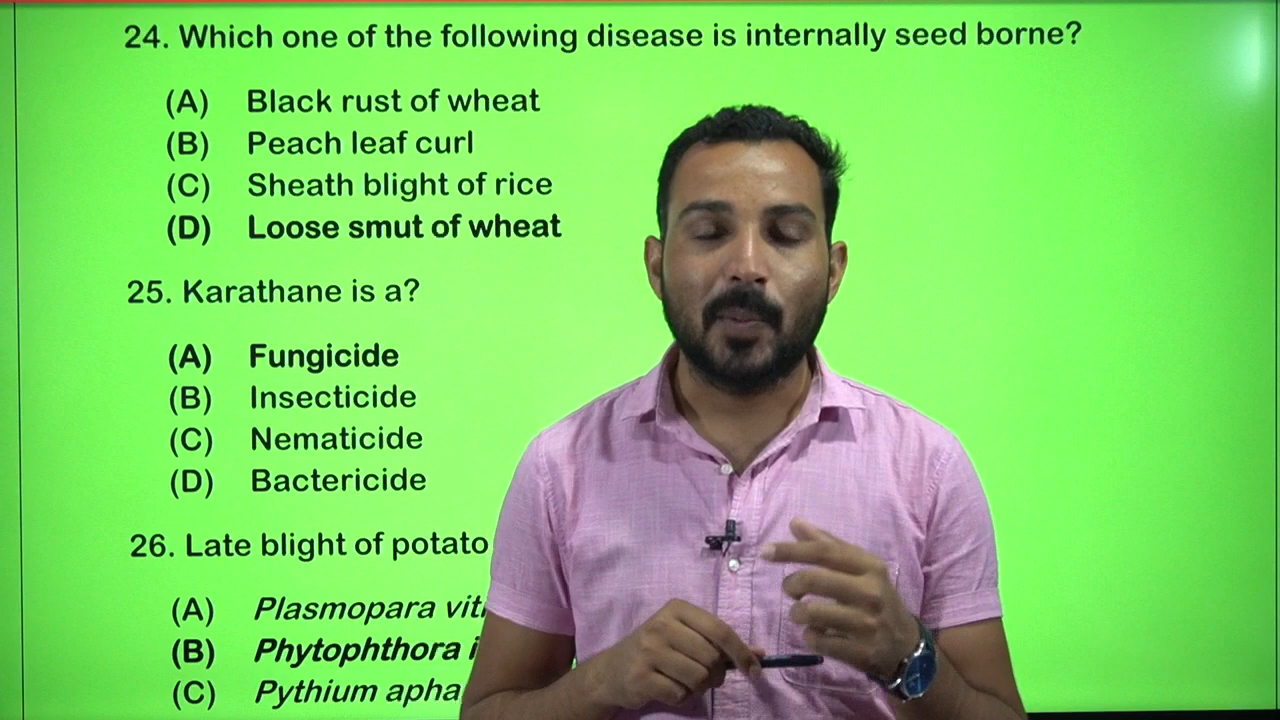 24. Which one of the following disease is internally seed borne?
(A) Black rust of wheat
(B) Peach leaf curl
(C) Sheath blight of rice
(D) Loose smut of wheat
25. Karathane is a?
(A) Fungicide
(B) Insecticide
(C) Nematicide
(D) Bactericide
26. Late blight of potato
(A) Plasmopara
(B) Phytophthora
(C) Pythium